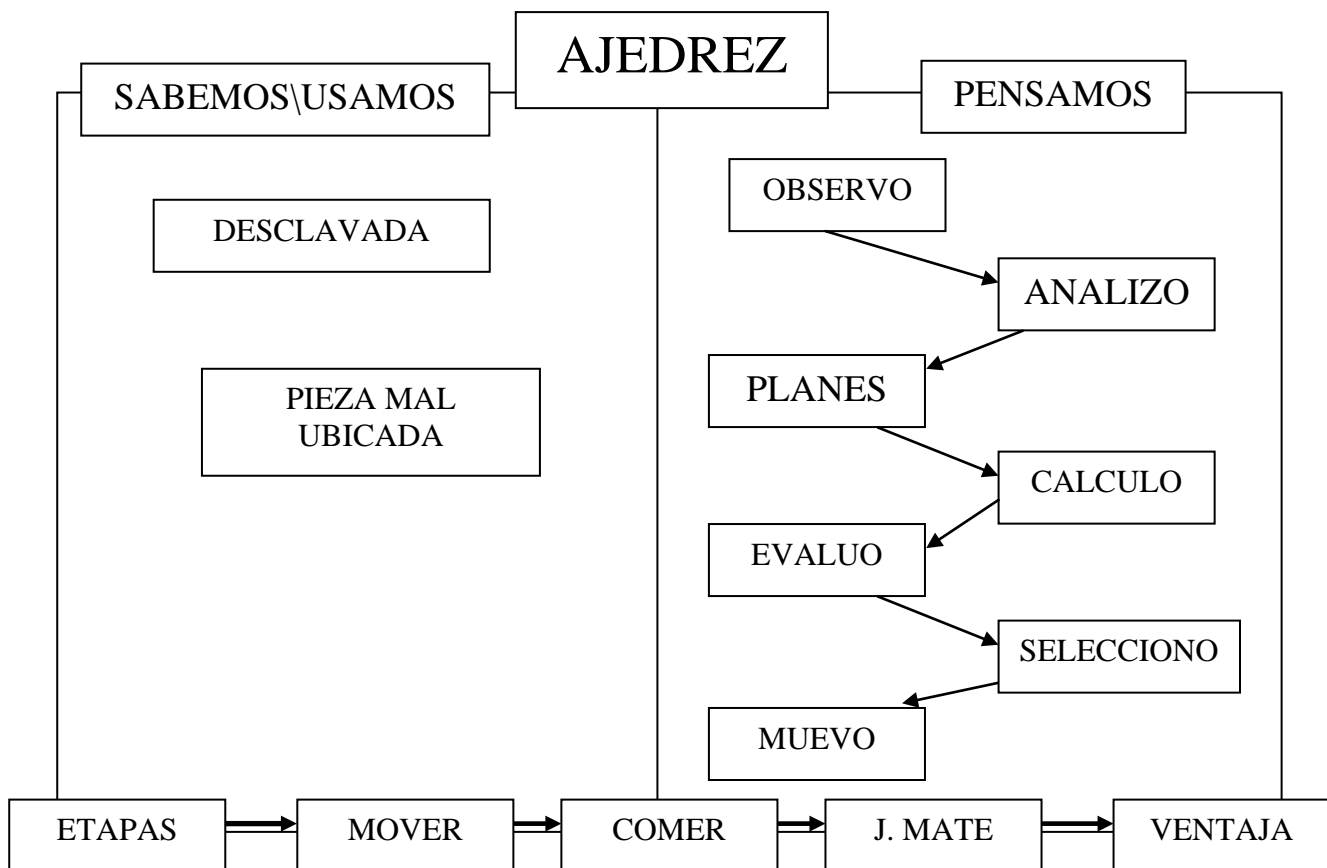 AJEDREZ
SABEMOS\USAMOS
PENSAMOS
DESCLAVADA
PIEZA MAL
UBICADA
OBSERVO
ANALIZO
PLANES
CALCULO
EVALUO
SELECCIONO
MUEVO
ETAPAS
MOVER
COMER
J. MATE
VENTAJA